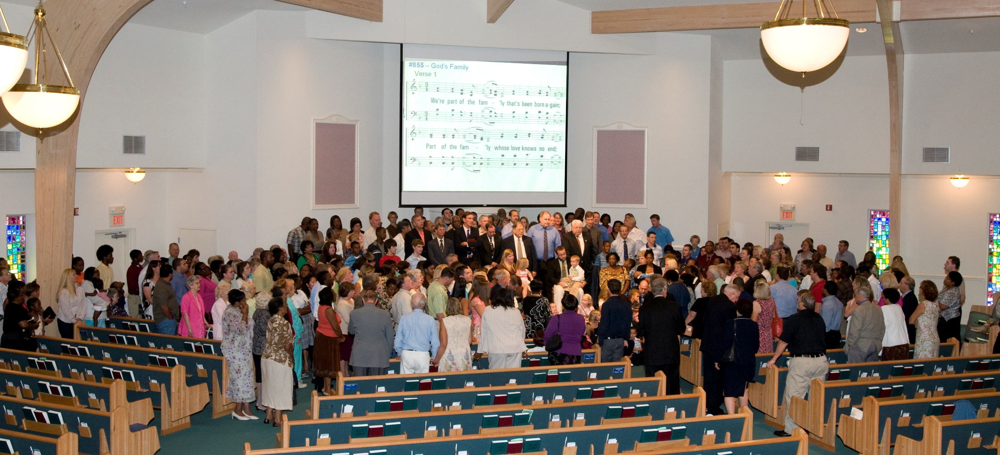 #855 – God's Family
Verse 1
We're part of the fam - 'ly that's been born a-gain;
Part of the fam - 'ly whose love knows no end;
EXIT
EXIT